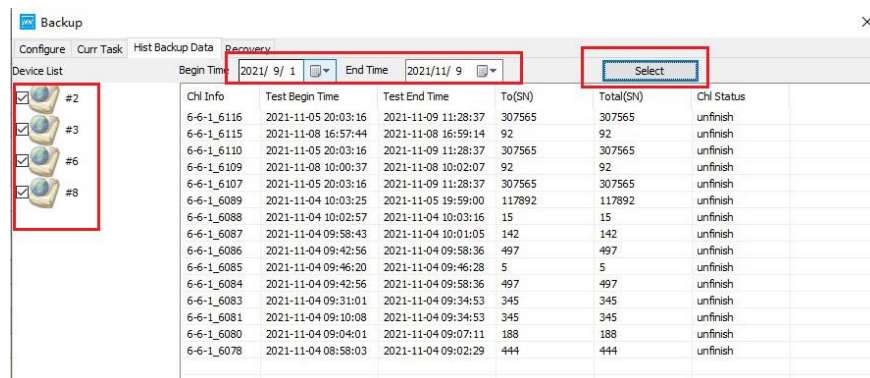 Backup
Configure Curr Task Hist Backup Data Recovery
Device List Begin Time 2021/ 9/ 1 End Time 2021/11/ 9 Select
#2
#3
#6
#8
Chl Info Test Begin Time Test End Time To(SN) Total(SN) Chl Status
6-6-1_6116 2021-11-05 20:03:16 2021-11-09 11:28:37 307565 307565 unfinish
6-6-1_6115 2021-11-08 16:57:44 2021-11-08 16:59:14 92 92 unfinish
6-6-1_6110 2021-11-05 20:03:16 2021-11-09 11:28:37 307565 307565 unfinish
6-6-1_6109 2021-11-08 10:00:37 2021-11-08 10:02:07 92 92 unfinish
6-6-1_6107 2021-11-05 20:03:16 2021-11-09 11:28:37 307565 307565 unfinish
6-6-1_6089 2021-11-04 10:03:25 2021-11-05 19:59:00 117892 117892 unfinish
6-6-1_6088 2021-11-04 10:02:57 2021-11-04 10:03:16 15 15 unfinish
6-6-1_6087 2021-11-04 09:58:43 2021-11-04 10:01:05 142 142 unfinish
6-6-1_6086 2021-11-04 09:42:56 2021-11-04 09:58:36 497 497 unfinish
6-6-1_6085 2021-11-04 09:46:20 2021-11-04 09:46:28 5 5 unfinish
6-6-1_6084 2021-11-04 09:42:56 2021-11-04 09:58:36 497 497 unfinish
6-6-1_6083 2021-11-04 09:31:01 2021-11-04 09:34:53 345 345 unfinish
6-6-1_6081 2021-11-04 09:10:08 2021-11-04 09:34:53 345 345 unfinish
6-6-1_6080 2021-11-04 09:04:01 2021-11-04 09:07:11 188 188 unfinish
6-6-1_6078 2021-11-04 08:58:03 2021-11-04 09:02:29 444 444 unfinish